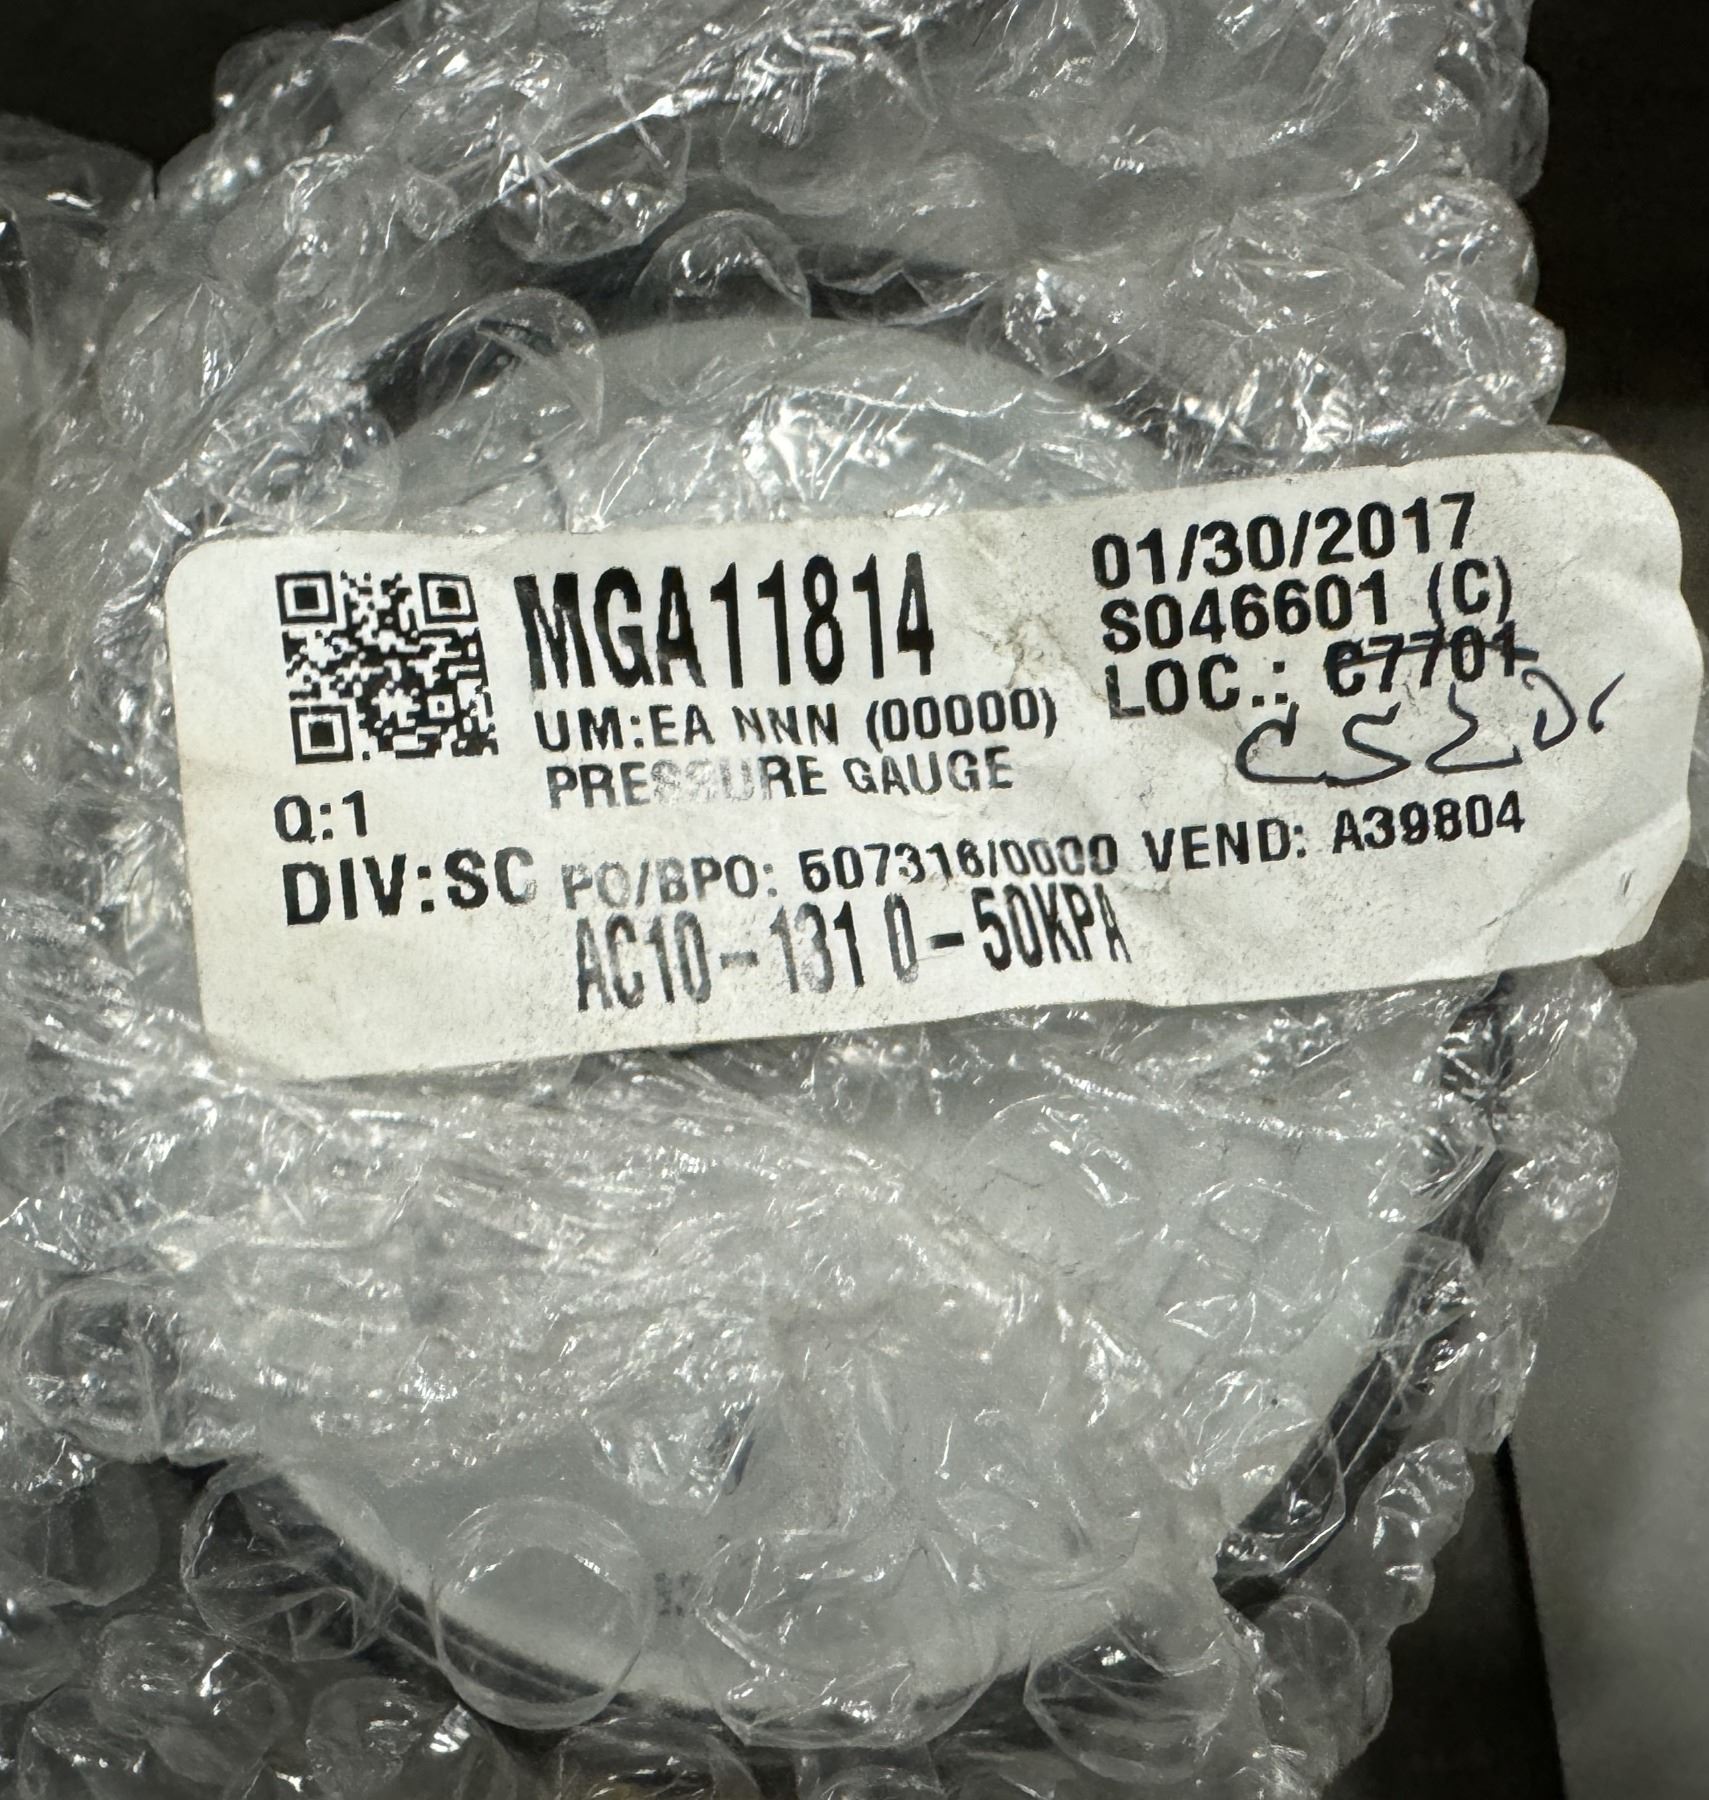 MGA11814
01/30/2017
S046601 (C)
LOC.: C7701
UM:EA NNN (00000)
PRESSURE GAUGE
Q:1
DIV:SC PO/BPO: 507316/0000 VEND: A39804
AC10-131 0-50KPA